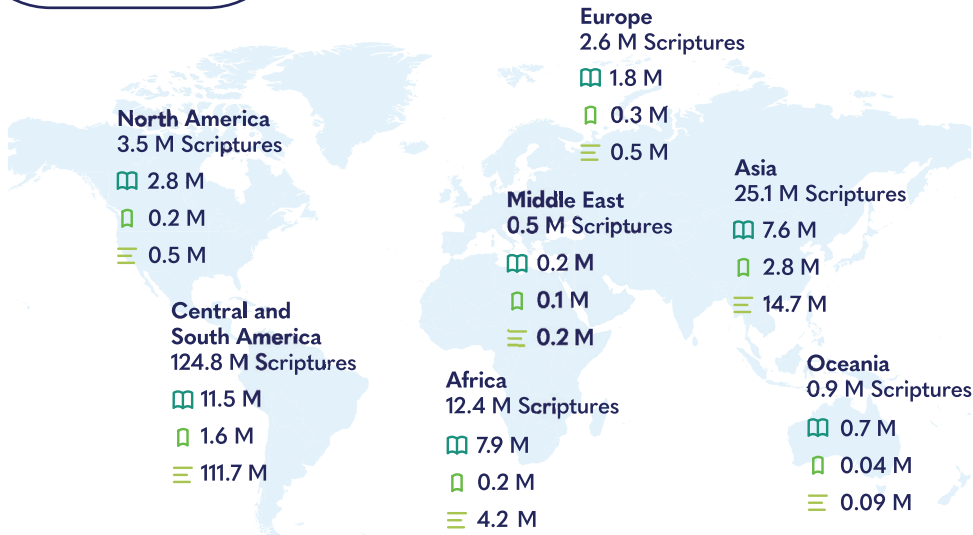 Europe
2.6 M Scriptures
1.8 M
0.3 M
0.5 M
North America
3.5 M Scriptures
2.8 M
0.2 M
0.5 M
Asia
25.1 M Scriptures
7.6 M
2.8 M
14.7 M
Middle East
0.5 M Scriptures
0.2 M
0.1 M
0.2 M
Central and
South America
124.8 M Scriptures
11.5 M
1.6 M
111.7 M
Africa
12.4 M Scriptures
7.9 M
0.2 M
4.2 M
Oceania
0.9 M Scriptures
0.7 M
0.04 M
0.09 M